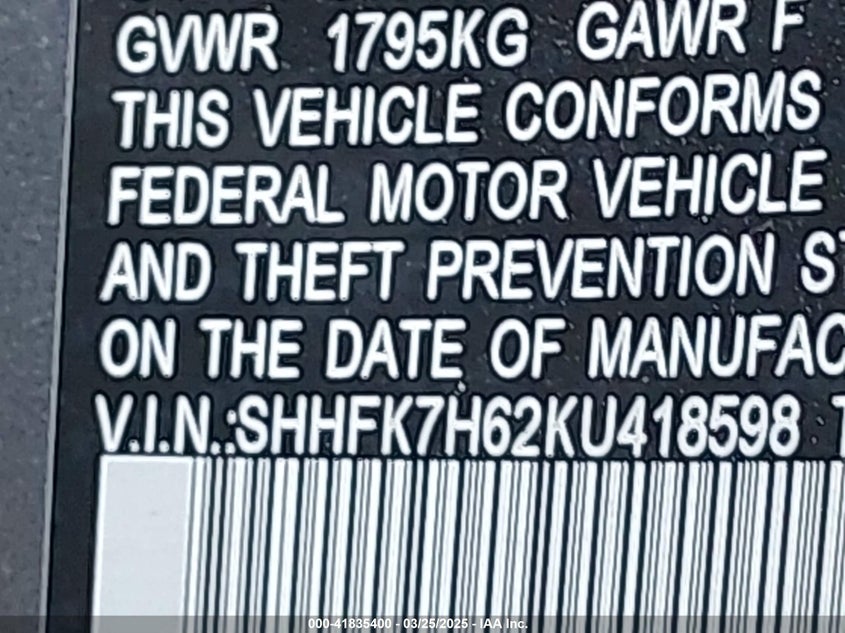 GVWR 1795KG GAWR F
THIS VEHICLE CONFORMS
FEDERAL MOTOR VEHICLE
AND THEFT PREVENTION ST
ON THE DATE OF MANUFAC
V.I.N.:SHHFK7H62KU418598 T
000-41835400 - 03/25/2025 - IAA Inc.